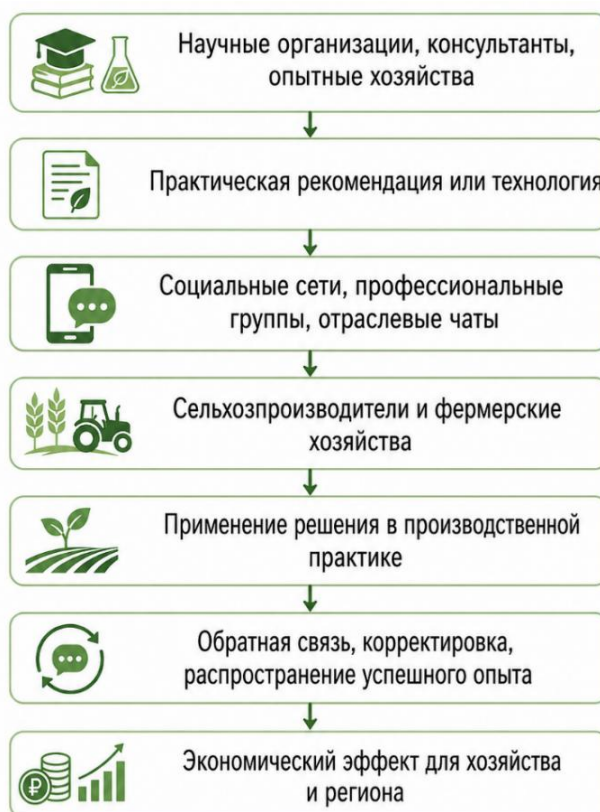 Научные организации, консультанты,
опытные хозяйства
Практическая рекомендация или технология
Социальные сети, профессиональные
группы, отраслевые чаты
Сельхозпроизводители и фермерские
хозяйства
Применение решения в производственной
практике
Обратная связь, корректировка,
распространение успешного опыта
₽
Экономический эффект для хозяйства
и региона